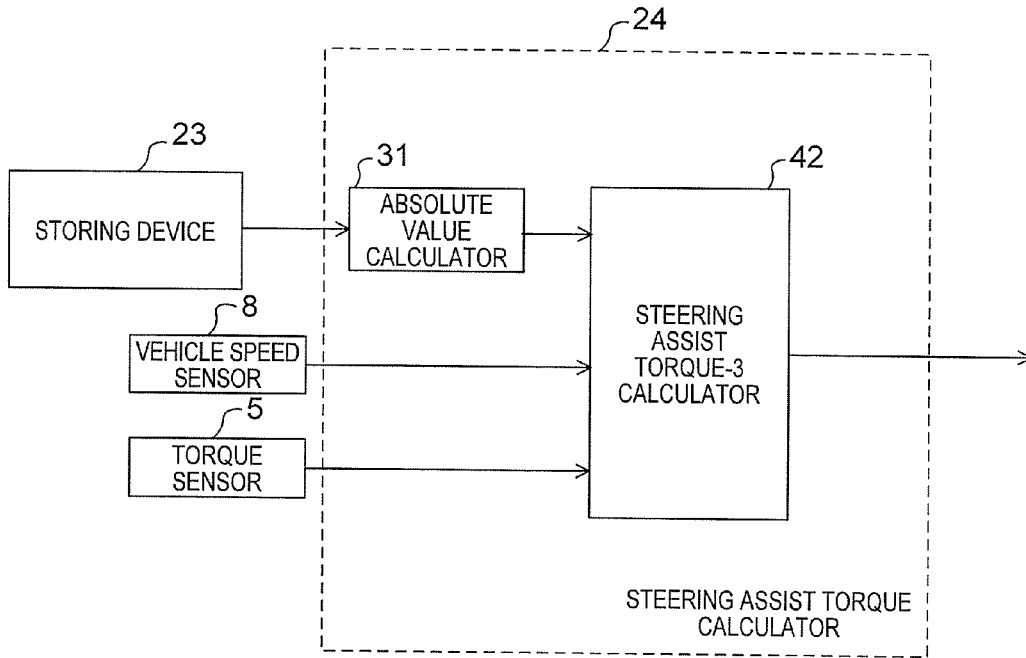 24
23
STORING DEVICE
31
ABSOLUTE
VALUE
CALCULATOR
42
STEERING
ASSIST
TORQUE-3
CALCULATOR
8
VEHICLE SPEED
SENSOR
5
TORQUE
SENSOR
STEERING ASSIST TORQUE
CALCULATOR